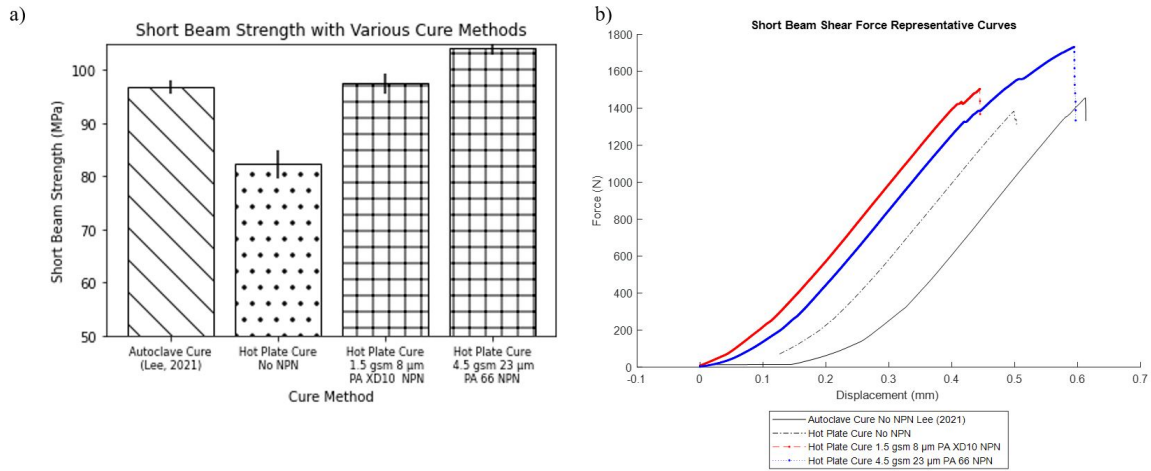 a)
Short Beam Strength with Various Cure Methods
Short Beam Strength (MPa)
100
90
80
70
60
50
Autoclave Cure
(Lee, 2021)
Hot Plate Cure
No NPN
Hot Plate Cure
1.5 gsm 8 µm
PA XD10 NPN
Hot Plate Cure
4.5 gsm 23 µm
PA 66 NPN
Cure Method
b)
Short Beam Shear Force Representative Curves
Force (N)
1800
1600
1400
1200
1000
800
600
400
200
0
-0.1
0
0.1
0.2
0.3
0.4
0.5
0.6
0.7
Displacement (mm)
Autoclave Cure No NPN Lee (2021)
Hot Plate Cure No NPN
Hot Plate Cure 1.5 gsm 8 µm PA XD10 NPN
Hot Plate Cure 4.5 gsm 23 µm PA 66 NPN